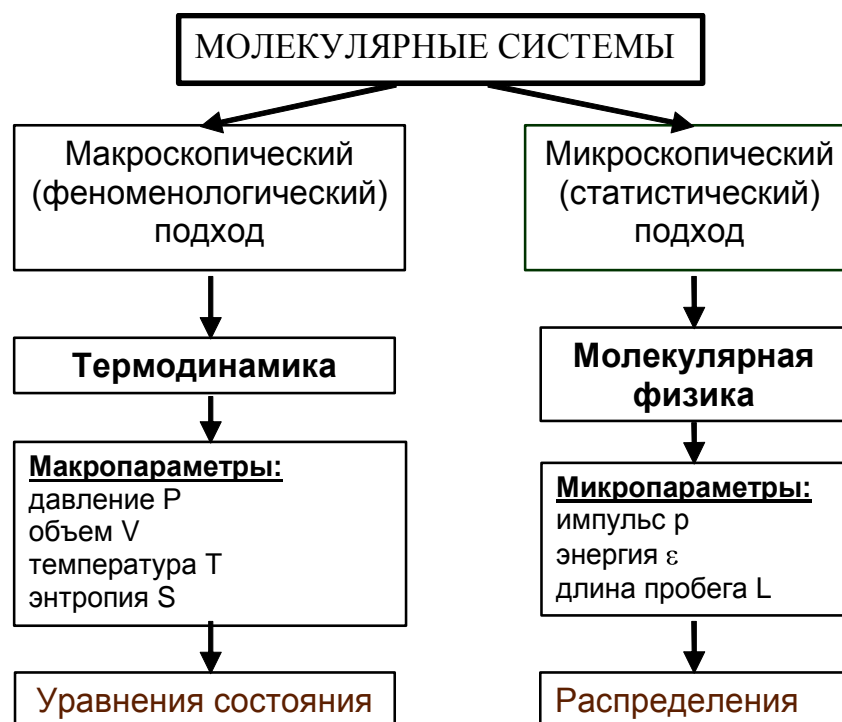 МОЛЕКУЛЯРНЫЕ СИСТЕМЫ
Макроскопический
(феноменологический)
подход
Термодинамика
Макропараметры:
давление P
объем V
температура T
энтропия S
Уравнения состояния
Микроскопический
(статистический)
подход
Молекулярная
физика
Микропараметры:
импульс p
энергия ε
длина пробега L
Распределения